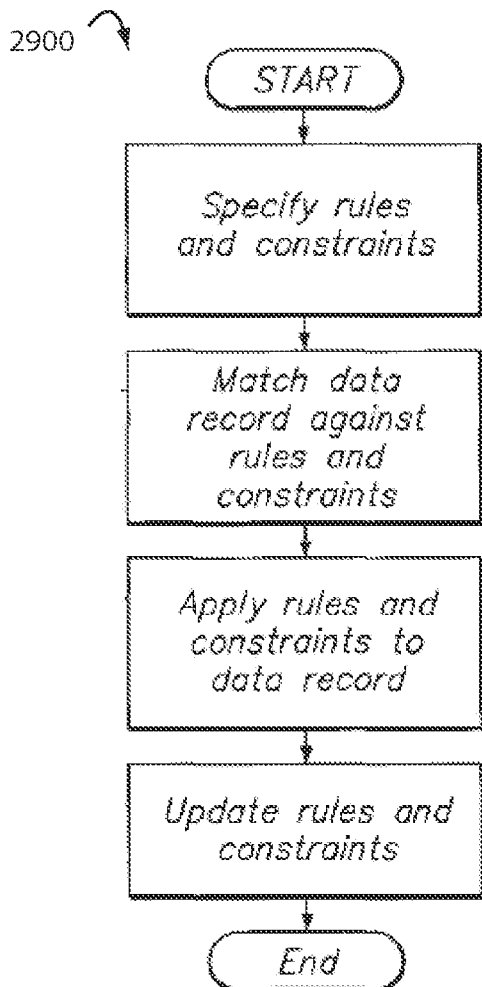 2900
START
Specify rules
and constraints
Match data
record against
rules and
constraints
Apply rules and
constraints to
data record
Update rules and
constraints
End